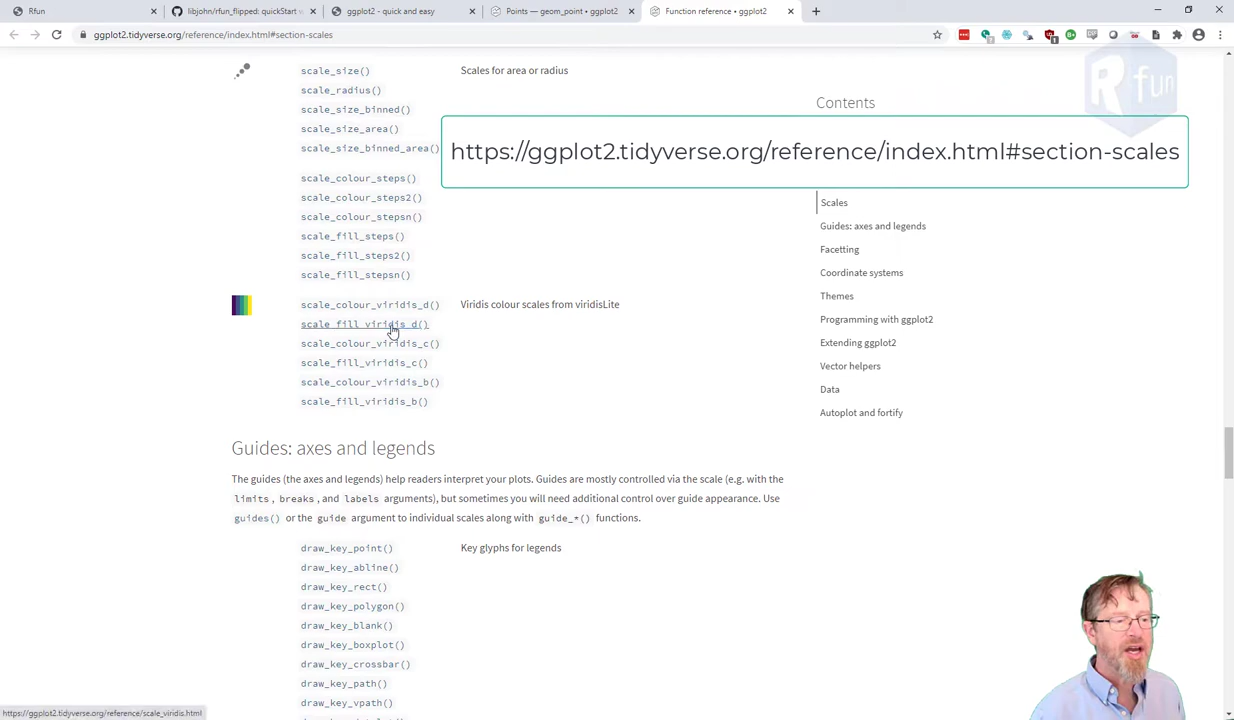 Rfun
libjohn/rfun_flipped: quickStart v
ggplot2 - quick and easy
Points — geom_point • ggplot2
Function reference • ggplot2
ggplot2.tidyverse.org/reference/index.html#section-scales
R fun
scale_size()
Scales for area or radius
scale_radius()
Contents
scale_size_binned()
scale_size_area()
scale_size_binned_area()
https://ggplot2.tidyverse.org/reference/index.html#section-scales
scale_colour_steps()
scale_colour_steps2()
Scales
scale_colour_stepsn()
Guides: axes and legends
scale_fill_steps()
Facetting
scale_fill_steps2()
scale_fill_stepsn()
Coordinate systems
Themes
scale_colour_viridis_d()
Viridis colour scales from viridisLite
Programming with ggplot2
scale_fill_viridis_d()
scale_colour_viridis_c()
Extending ggplot2
scale_fill_viridis_c()
Vector helpers
scale_colour_viridis_b()
Data
scale_fill_viridis_b()
Autoplot and fortify
Guides: axes and legends
The guides (the axes and legends) help readers interpret your plots. Guides are mostly controlled via the scale (e.g. with the
limits, breaks, and labels arguments), but sometimes you will need additional control over guide appearance. Use
guides() or the guide argument to individual scales along with guide_*() functions.
draw_key_point()
Key glyphs for legends
draw_key_abline()
draw_key_rect()
draw_key_polygon()
draw_key_blank()
draw_key_boxplot()
draw_key_crossbar()
draw_key_path()
draw_key_vpath()
https://ggplot2.tidyverse.org/reference/scale_viridis.html